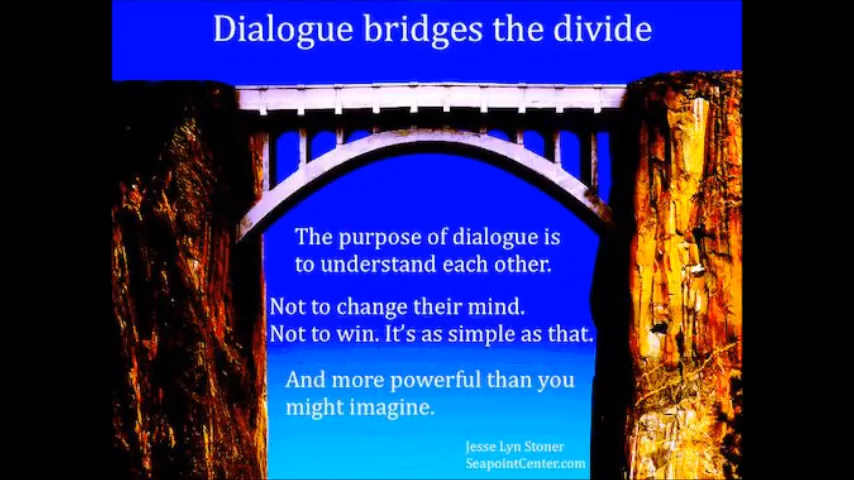 Dialogue bridges the divide
The purpose of dialogue is
to understand each other.
Not to change their mind.
Not to win. It's as simple as that.
And more powerful than you
might imagine.
Jesse Lyn Stoner
SeapointCenter.com